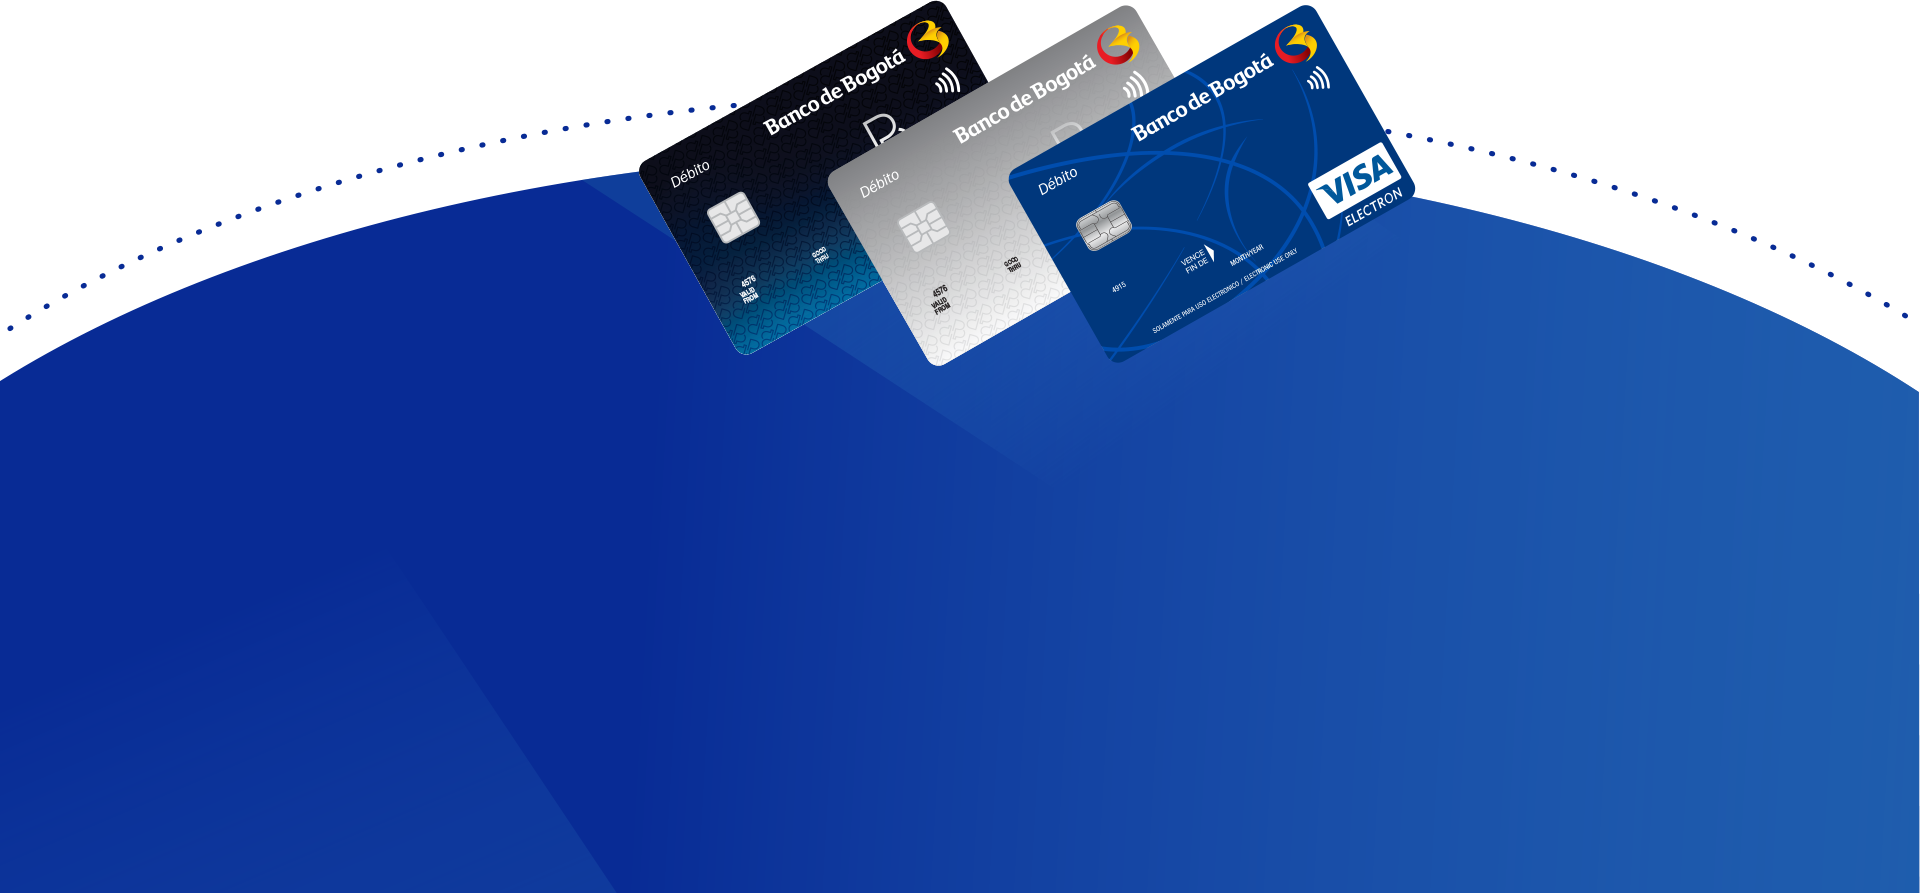 Banco de Bogotá
Débito
4576
VALID
FROM
GOOD
THRU
Banco de Bogotá
Débito
4576
VALID
FROM
GOOD
THRU
Banco de Bogotá
Débito
VISA
ELECTRON
4915
VENCE
FIN DE
MONTH/YEAR
SOLAMENTE PARA USO ELECTRONICO / ELECTRONIC USE ONLY